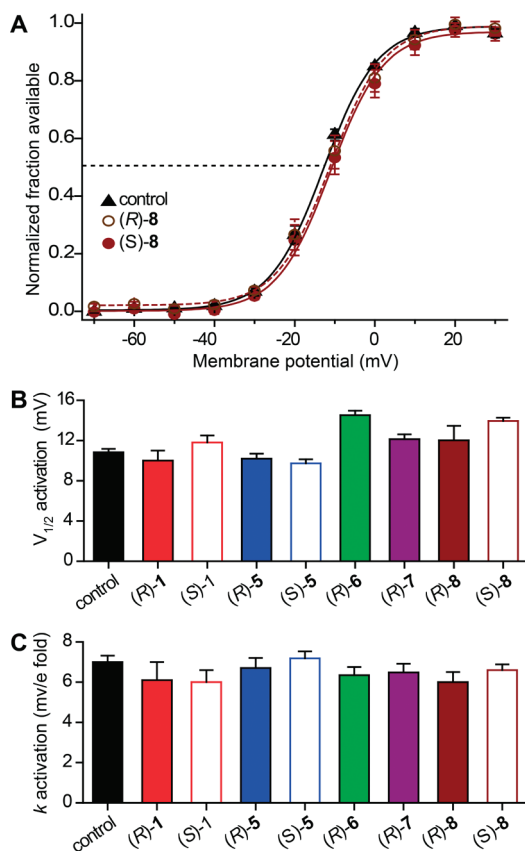 A
Normalized fraction available
1.0
0.8
0.6
0.4
0.2
0.0
control
(R)-8
(S)-8
-60
-40
-20
0
20
Membrane potential (mV)
B
V1/2 activation (mV)
16
12
8
4
0
control
(R)-1
(S)-1
(R)-5
(S)-5
(R)-6
(R)-7
(R)-8
(S)-8
C
k activation (mv/e fold)
8
6
4
2
0
control
(R)-1
(S)-1
(R)-5
(S)-5
(R)-6
(R)-7
(R)-8
(S)-8